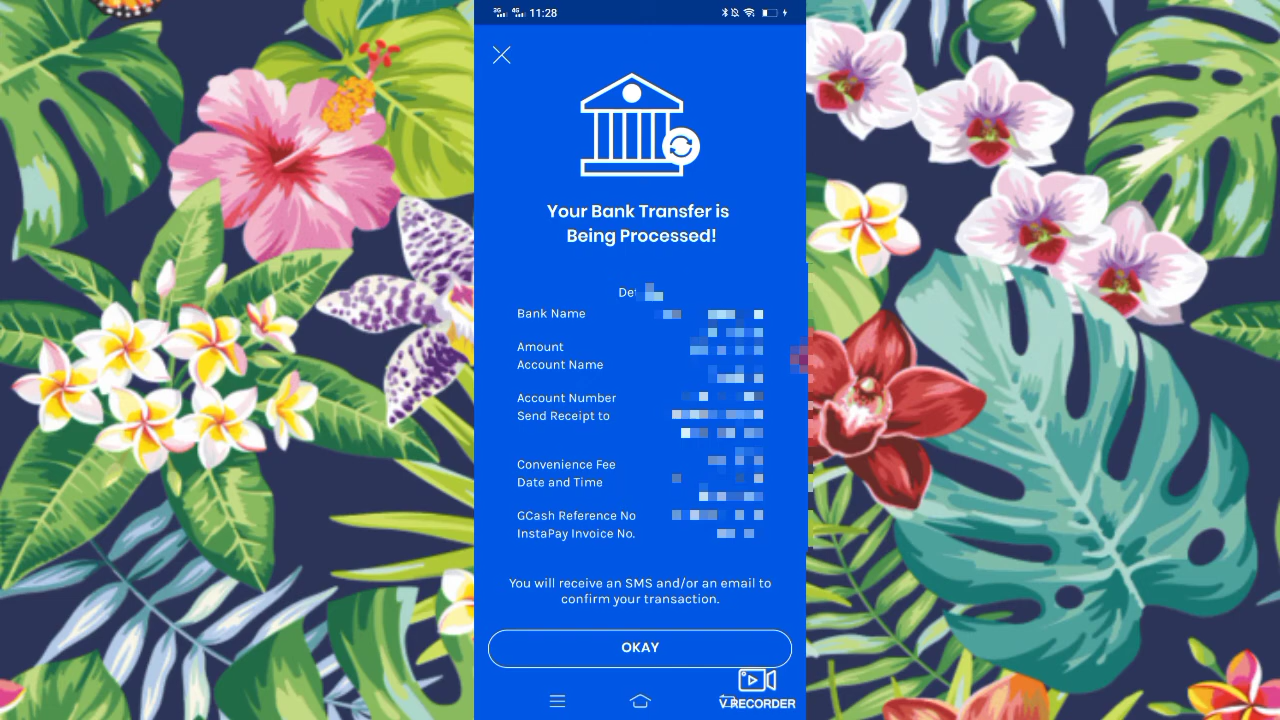 3G 4G 11:28
Your Bank Transfer is
Being Processed!
Bank Name
Amount
Account Name
Account Number
Send Receipt to
Convenience Fee
Date and Time
GCash Reference No
InstaPay Invoice No.
You will receive an SMS and/or an email to
confirm your transaction.
OKAY
V RECORDER